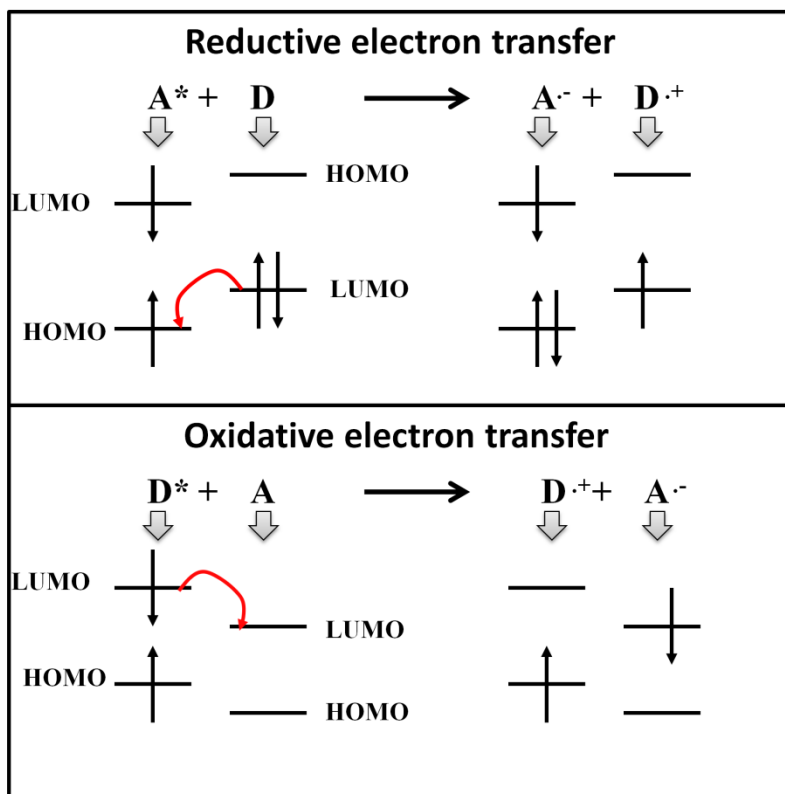 Reductive electron transfer
A* + D A·- + D·+
HOMO
LUMO
LUMO
HOMO
Oxidative electron transfer
D* + A D·++ A·-
LUMO
LUMO
HOMO
HOMO